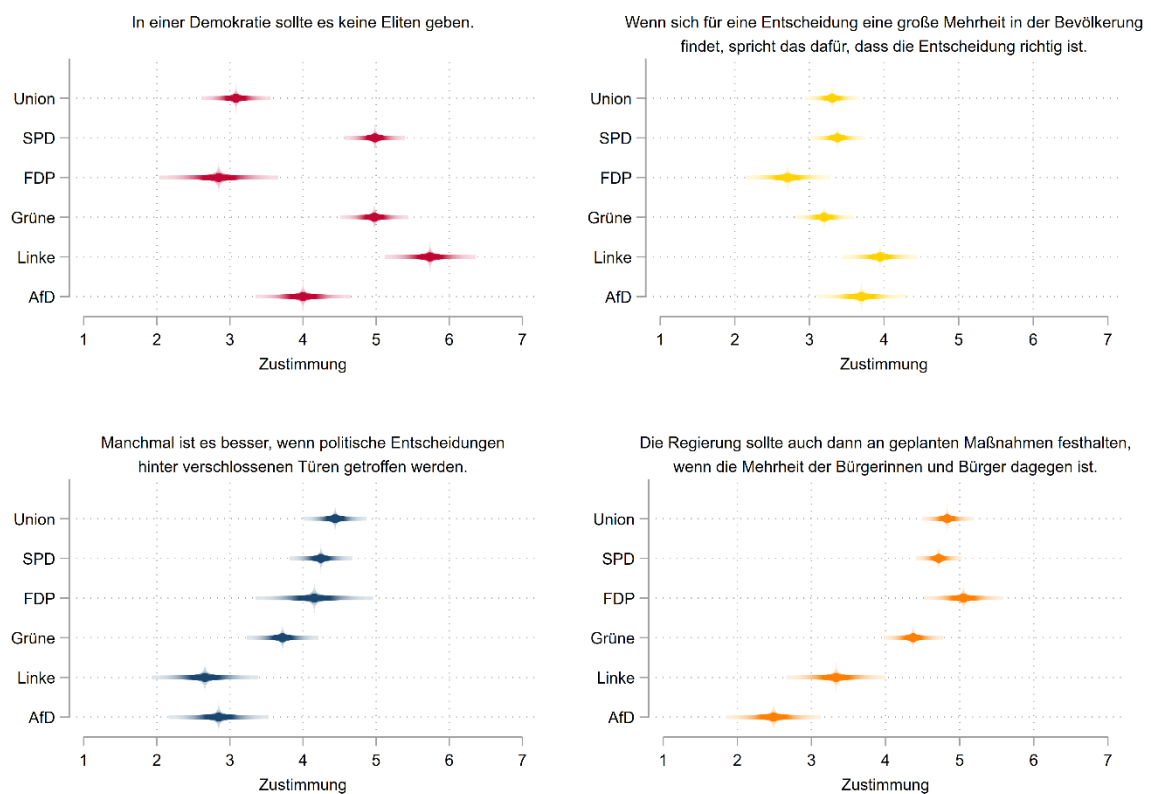 In einer Demokratie sollte es keine Eliten geben.
Union
SPD
FDP
Grüne
Linke
AfD
1 2 3 4 5 6 7
Zustimmung
Wenn sich für eine Entscheidung eine große Mehrheit in der Bevölkerung
findet, spricht das dafür, dass die Entscheidung richtig ist.
Union
SPD
FDP
Grüne
Linke
AfD
1 2 3 4 5 6 7
Zustimmung
Manchmal ist es besser, wenn politische Entscheidungen
hinter verschlossenen Türen getroffen werden.
Union
SPD
FDP
Grüne
Linke
AfD
1 2 3 4 5 6 7
Zustimmung
Die Regierung sollte auch dann an geplanten Maßnahmen festhalten,
wenn die Mehrheit der Bürgerinnen und Bürger dagegen ist.
Union
SPD
FDP
Grüne
Linke
AfD
1 2 3 4 5 6 7
Zustimmung